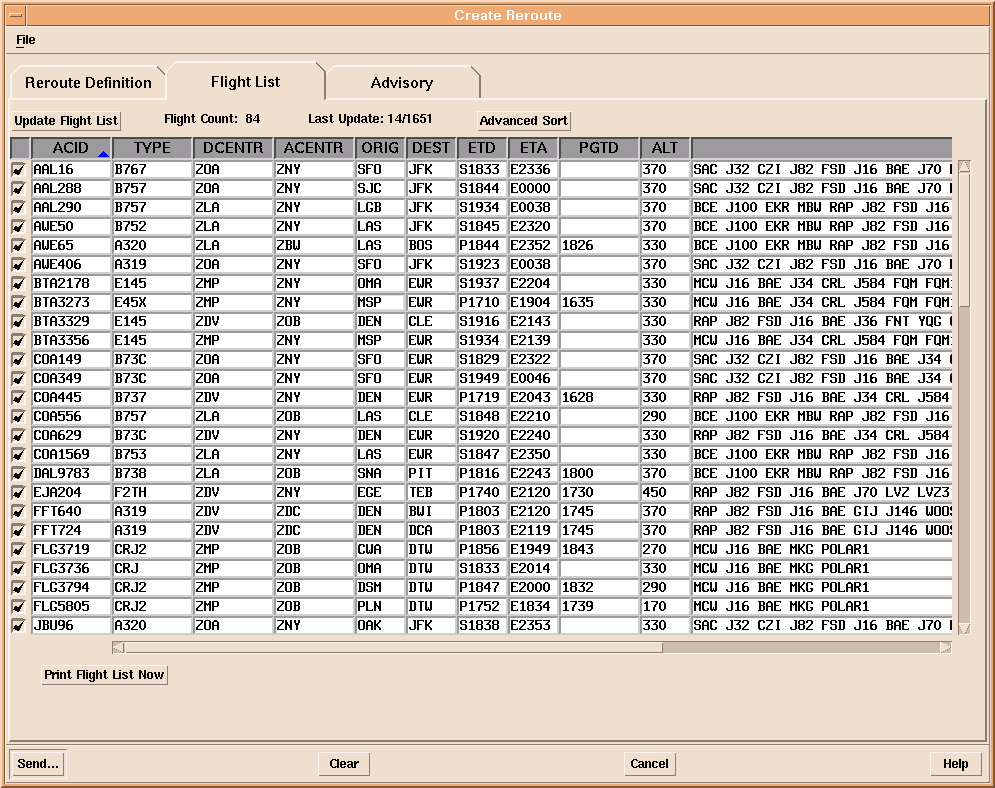 Create Reroute
File
Reroute Definition Flight List Advisory
Update Flight List Flight Count: 84 Last Update: 14/1651 Advanced Sort
ACID TYPE DCENTR ACENTR ORIG DEST ETD ETA PGTD ALT
AAL16 B767 ZOA ZNY SFO JFK S1833 E2336 370 SAC J32 CZI J82 FSD J16 BAE J70
AAL288 B757 ZOA ZNY SJC JFK S1844 E0000 370 SAC J32 CZI J82 FSD J16 BAE J70
AAL290 B757 ZLA ZNY LGB JFK S1934 E0038 370 BCE J100 EKR MBW RAP J82 FSD J16
AWE50 B752 ZLA ZNY LAS JFK S1845 E2320 370 BCE J100 EKR MBW RAP J82 FSD J16
AWE65 A320 ZLA ZBW LAS BOS P1844 E2352 1826 330 BCE J100 EKR MBW RAP J82 FSD J16
AWE406 A319 ZOA ZNY SFO JFK S1923 E0038 370 SAC J32 CZI J82 FSD J16 BAE J70
BTA2178 E145 ZMP ZNY OMA EWR S1937 E2204 330 MCW J16 BAE J34 CRL J584 FQM FQM
BTA3273 E45X ZMP ZNY MSP EWR P1710 E1904 1635 330 MCW J16 BAE J34 CRL J584 FQM FQM
BTA3329 E145 ZDV ZOB DEN CLE S1916 E2143 330 RAP J82 FSD J16 BAE J36 FNT YQG
BTA3356 E145 ZMP ZNY MSP EWR S1934 E2139 330 MCW J16 BAE J34 CRL J584 FQM FQM
COA149 B73C ZOA ZNY SFO EWR S1829 E2322 370 SAC J32 CZI J82 FSD J16 BAE J34
COA349 B73C ZOA ZNY SFO EWR S1949 E0046 370 SAC J32 CZI J82 FSD J16 BAE J34
COA445 B737 ZDV ZNY DEN EWR P1719 E2043 1628 330 RAP J82 FSD J16 BAE J34 CRL J584
COA556 B757 ZLA ZOB LAS CLE S1848 E2210 290 BCE J100 EKR MBW RAP J82 FSD J16
COA629 B73C ZDV ZNY DEN EWR S1920 E2240 330 RAP J82 FSD J16 BAE J34 CRL J584
COA1569 B753 ZLA ZNY LAS EWR S1847 E2350 330 BCE J100 EKR MBW RAP J82 FSD J16
DAL9783 B738 ZLA ZOB SNA PIT P1816 E2243 1800 370 BCE J100 EKR MBW RAP J82 FSD J16
EJA204 F2TH ZDV ZNY EGE TEB P1740 E2120 1730 450 RAP J82 FSD J16 BAE J70 LVZ LVZ3
FFT640 A319 ZDV ZDC DEN BWI P1803 E2120 1745 370 RAP J82 FSD J16 BAE GIJ J146 WOOS
FFT724 A319 ZDV ZDC DEN DCA P1803 E2119 1745 370 RAP J82 FSD J16 BAE GIJ J146 WOOS
FLG3719 CRJ2 ZMP ZOB CWA DTW P1856 E1949 1843 270 MCW J16 BAE MKG POLAR1
FLG3736 CRJ ZMP ZOB OMA DTW S1833 E2014 330 MCW J16 BAE MKG POLAR1
FLG3794 CRJ2 ZMP ZOB DSM DTW P1847 E2000 1832 290 MCW J16 BAE MKG POLAR1
FLG5805 CRJ2 ZMP ZOB PLN DTW P1752 E1834 1739 170 MCW J16 BAE MKG POLAR1
JBU96 A320 ZOA ZNY OAK JFK S1838 E2353 330 SAC J32 CZI J82 FSD J16 BAE J70
Print Flight List Now
Send... Clear Cancel Help